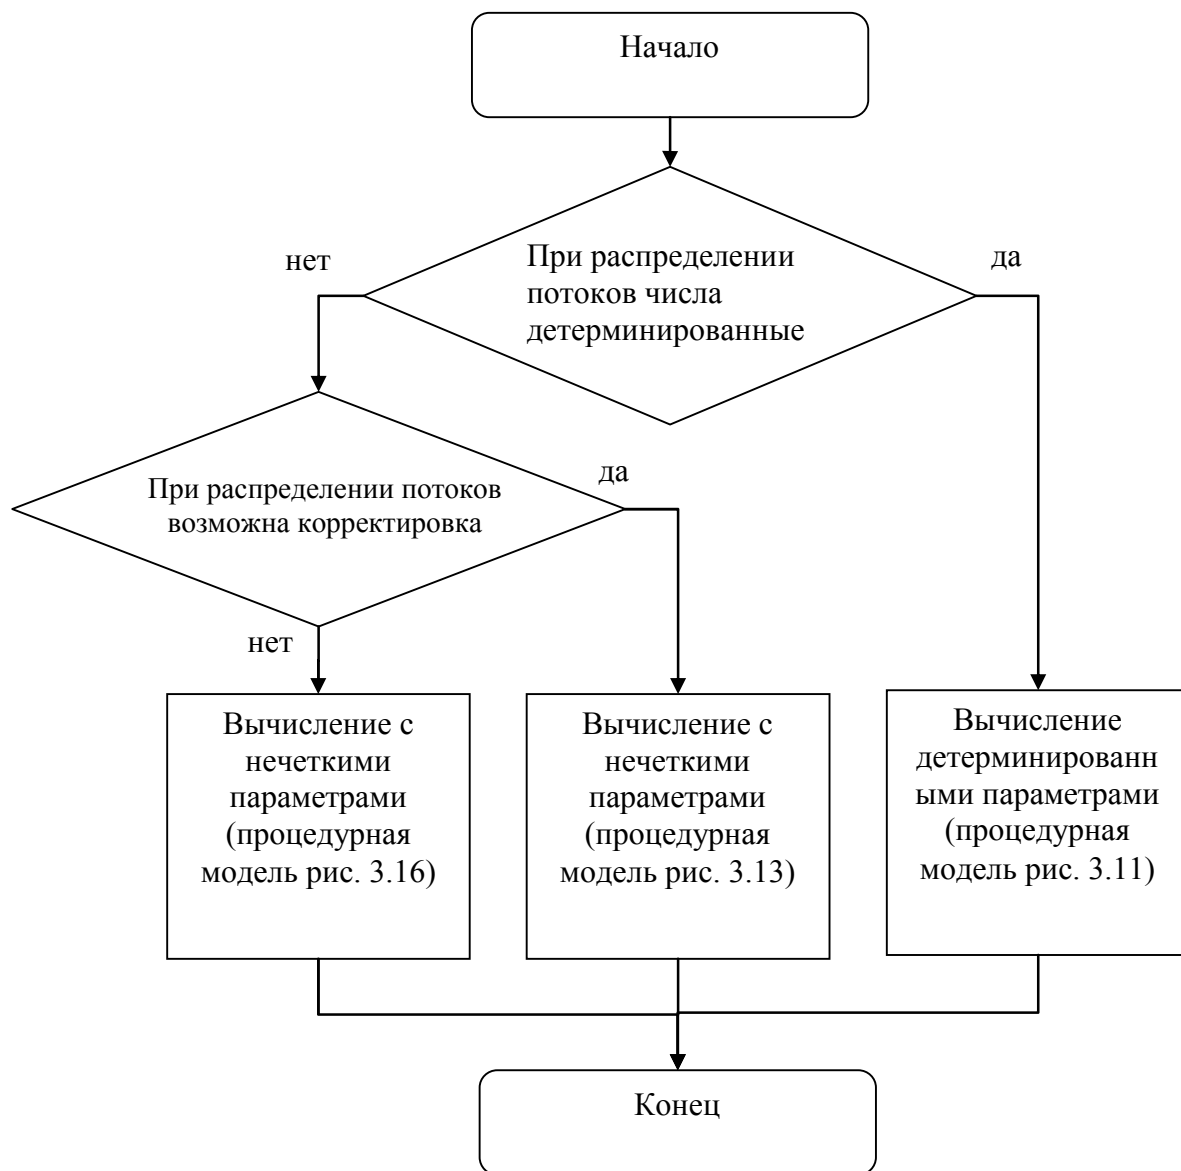 Начало
нет
При распределении
потоков числа
детерминированные
да
При распределении потоков
возможна корректировка
да
нет
Вычисление с
нечеткими
параметрами
(процедурная
модель рис. 3.16)
Вычисление с
нечеткими
параметрами
(процедурная
модель рис. 3.13)
Вычисление
детерминированн
ыми параметрами
(процедурная
модель рис. 3.11)
Конец